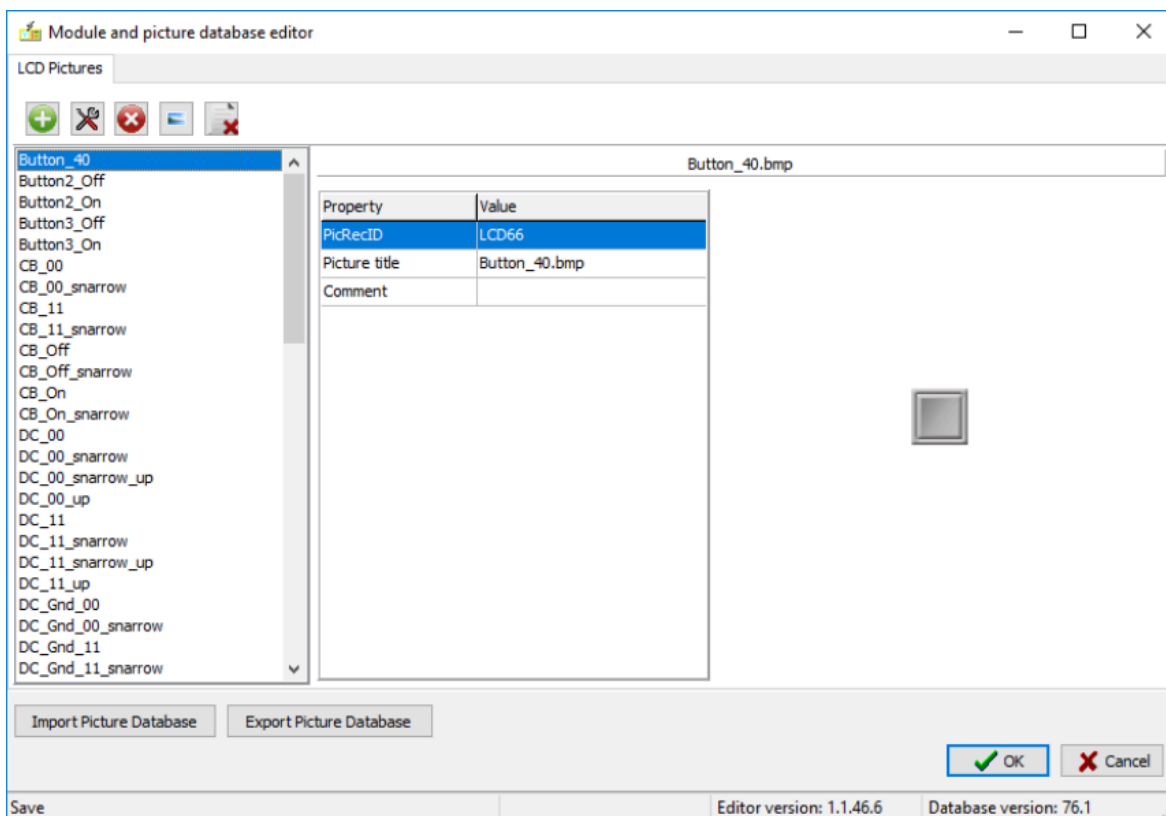 Module and picture database editor
LCD Pictures
Button_40
Button2_Off
Button2_On
Button3_Off
Button3_On
CB_00
CB_00_snarrow
CB_11
CB_11_snarrow
CB_Off
CB_Off_snarrow
CB_On
CB_On_snarrow
DC_00
DC_00_snarrow
DC_00_snarrow_up
DC_00_up
DC_11
DC_11_snarrow
DC_11_snarrow_up
DC_11_up
DC_Gnd_00
DC_Gnd_00_snarrow
DC_Gnd_11
DC_Gnd_11_snarrow
Button_40.bmp
Property Value
PicRecID LCD66
Picture title Button_40.bmp
Comment
Import Picture Database Export Picture Database
OK Cancel
Save Editor version: 1.1.46.6 Database version: 76.1